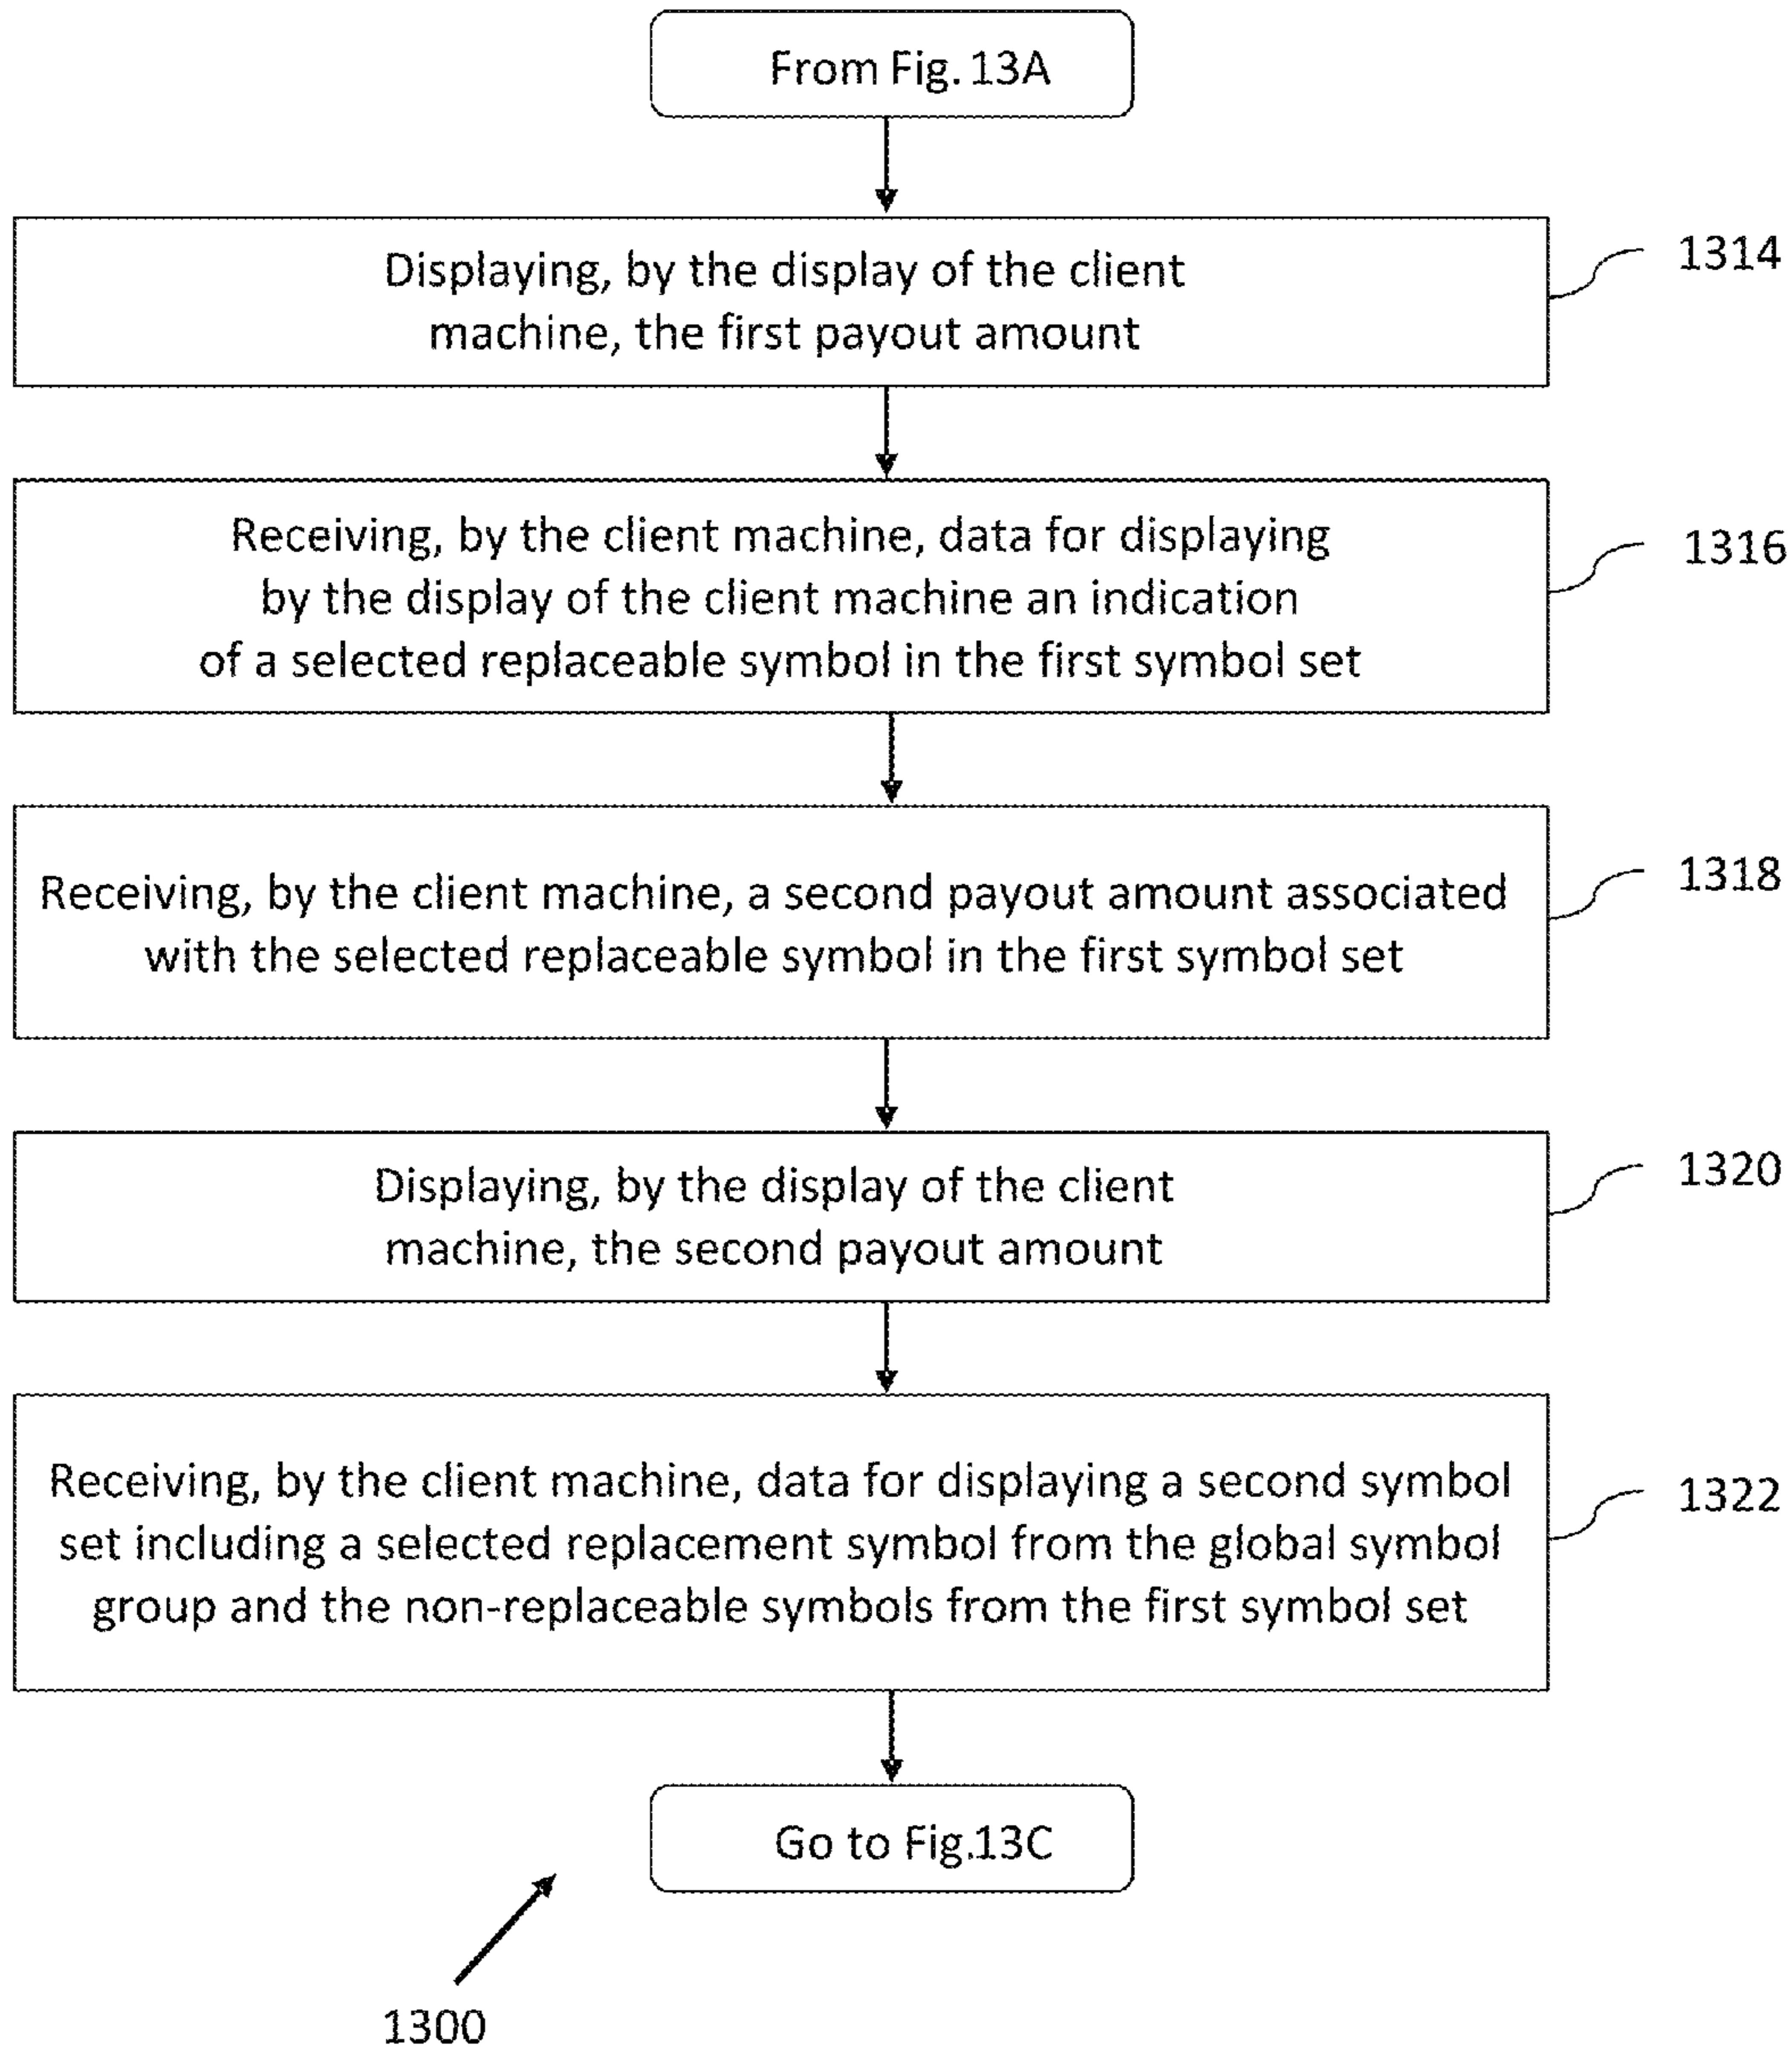 From Fig. 13A
Displaying, by the display of the client
machine, the first payout amount
1314
Receiving, by the client machine, data for displaying
by the display of the client machine an indication
of a selected replaceable symbol in the first symbol set
1316
Receiving, by the client machine, a second payout amount associated
with the selected replaceable symbol in the first symbol set
1318
Displaying, by the display of the client
machine, the second payout amount
1320
Receiving, by the client machine, data for displaying a second symbol
set including a selected replacement symbol from the global symbol
group and the non-replaceable symbols from the first symbol set
1322
Go to Fig.13C
1300